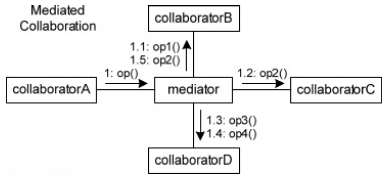 Mediated
Collaboration
collaboratorB
1.1: op1()
1.5: op2()
collaboratorA
1: op()
mediator
1.2: op2()
collaboratorC
1.3: op3()
1.4: op4()
collaboratorD